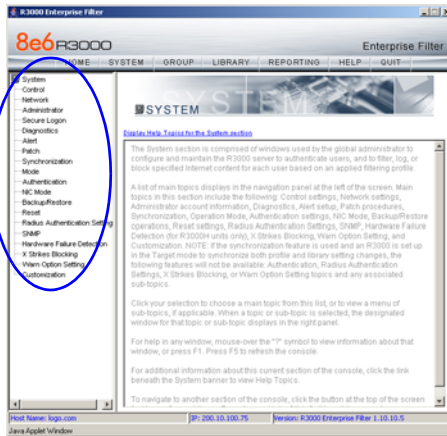 R3000 Enterprise Filter
8e6 R3000
Enterprise Filter
HOME SYSTEM GROUP LIBRARY REPORTING HELP QUIT
System
Control
Network
Administrator
Secure Logon
Diagnostics
Alert
Patch
Synchronization
Mode
Authentication
NIC Mode
Backup/Restore
Reset
Radius Authentication Setting
SNMP
Hardware Failure Detection
X Strikes Blocking
Warn Option Setting
Customization
SYSTEM
Display Help Topics for the System section
The System section is comprised of windows used by the global administrator to
configure and maintain the R3000 server to authenticate users, and to filter, log, or
block specified Internet content for each user based on an applied filtering profile.
A list of main topics displays in the navigation panel at the left of the screen. Main
topics in this section include the following: Control settings, Network settings,
Administrator account information, Diagnostics, Alert setup, Patch procedures,
Synchronization, Operation Mode, Authentication settings, NIC Mode, Backup/Restore
operations, Reset settings, Radius Authentication Settings, SNMP, Hardware Failure
Detection (for R3000H units only), X Strikes Blocking, Warn Option Setting, and
Customization. NOTE: If the synchronization feature is used and an R3000 is set up
in the Target mode to synchronize both profile and library setting changes, the
following features will not be available: Authentication, Radius Authentication
Settings, X Strikes Blocking, or Warn Option Setting topics and any associated
sub-topics.
Click your selection to choose a main topic from this list, or to view a menu of
sub-topics, if applicable. When a topic or sub-topic is selected, the designated
window for that topic or sub-topic displays in the right panel.
For help in any window, mouse-over the "?" symbol to view information about that
window, or press F1. Press F5 to refresh the console.
For additional information about this current section of the console, click the link
beneath the System banner to view Help Topics.
To navigate to another section of the console, click the button at the top of the screen
Host Name: logo.com IP: 200.10.100.75 Version: R3000 Enterprise Filter 1.10.10.5
Java Applet Window